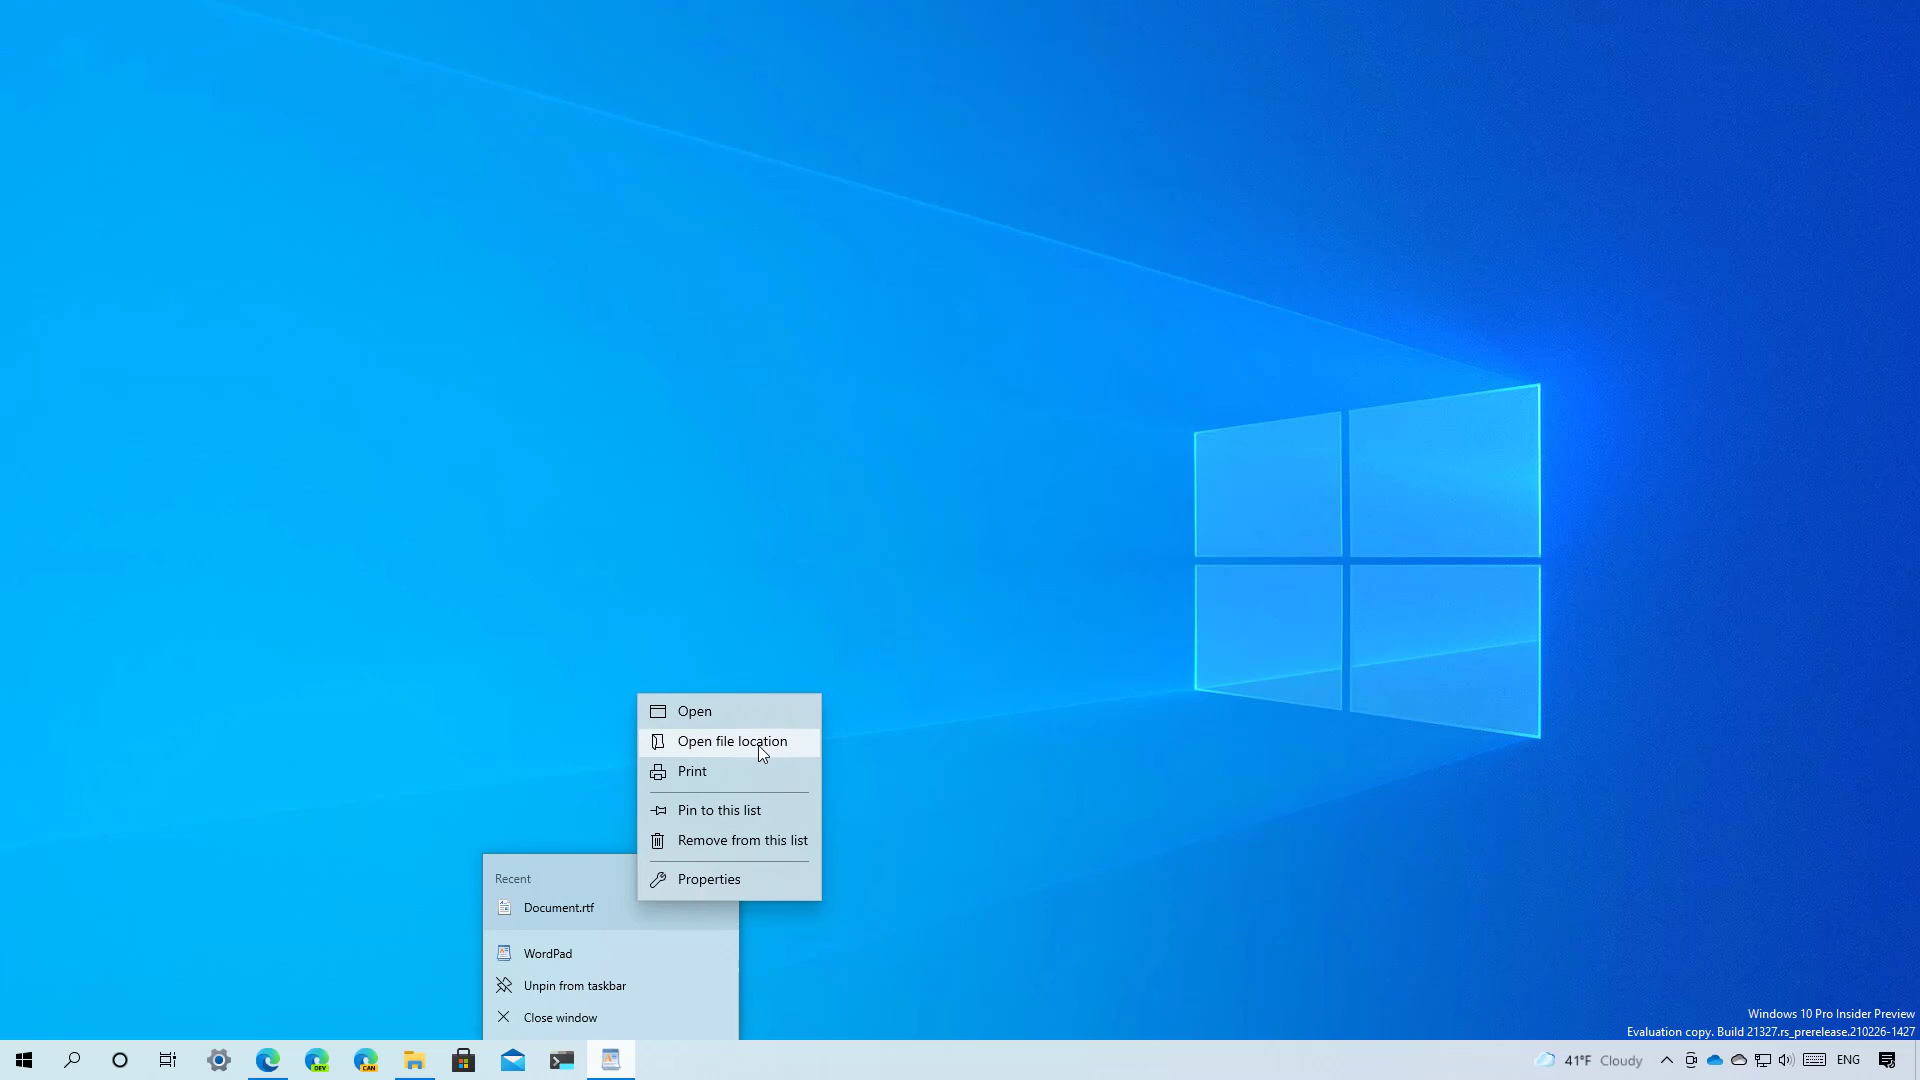 Open
Open file location
Print
Pin to this list
Remove from this list
Properties
Recent
Document.rtf
WordPad
Unpin from taskbar
Close window
Windows 10 Pro Insider Preview
Evaluation copy. Build 21327.rs_prerelease.210226-1427
DEV
CAN
41°F Cloudy
ENG